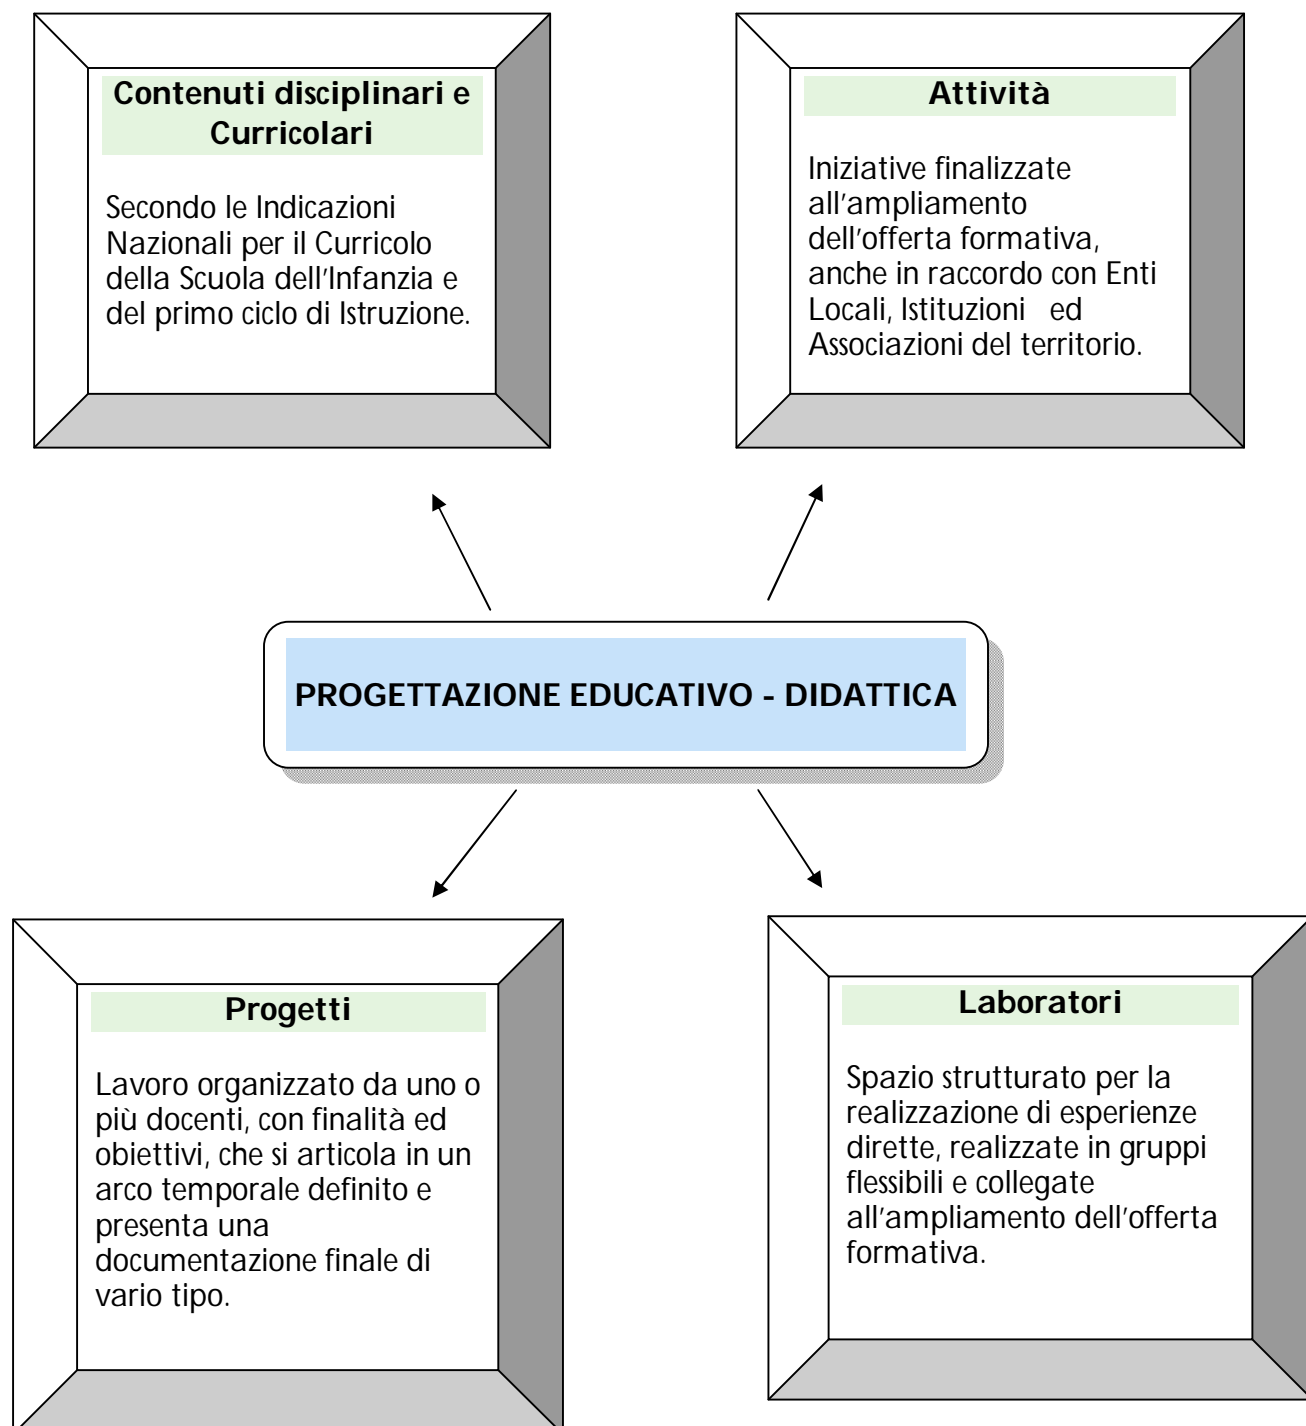 Contenuti disciplinari e
Curricolari
Secondo le Indicazioni
Nazionali per il Curricolo
della Scuola dell'Infanzia e
del primo ciclo di Istruzione.
Attività
Iniziative finalizzate
all'ampliamento
dell'offerta formativa,
anche in raccordo con Enti
Locali, Istituzioni ed
Associazioni del territorio.
PROGETTAZIONE EDUCATIVO - DIDATTICA
Progetti
Lavoro organizzato da uno o
più docenti, con finalità ed
obiettivi, che si articola in un
arco temporale definito e
presenta una
documentazione finale di
vario tipo.
Laboratori
Spazio strutturato per la
realizzazione di esperienze
dirette, realizzate in gruppi
flessibili e collegate
all'ampliamento dell'offerta
formativa.